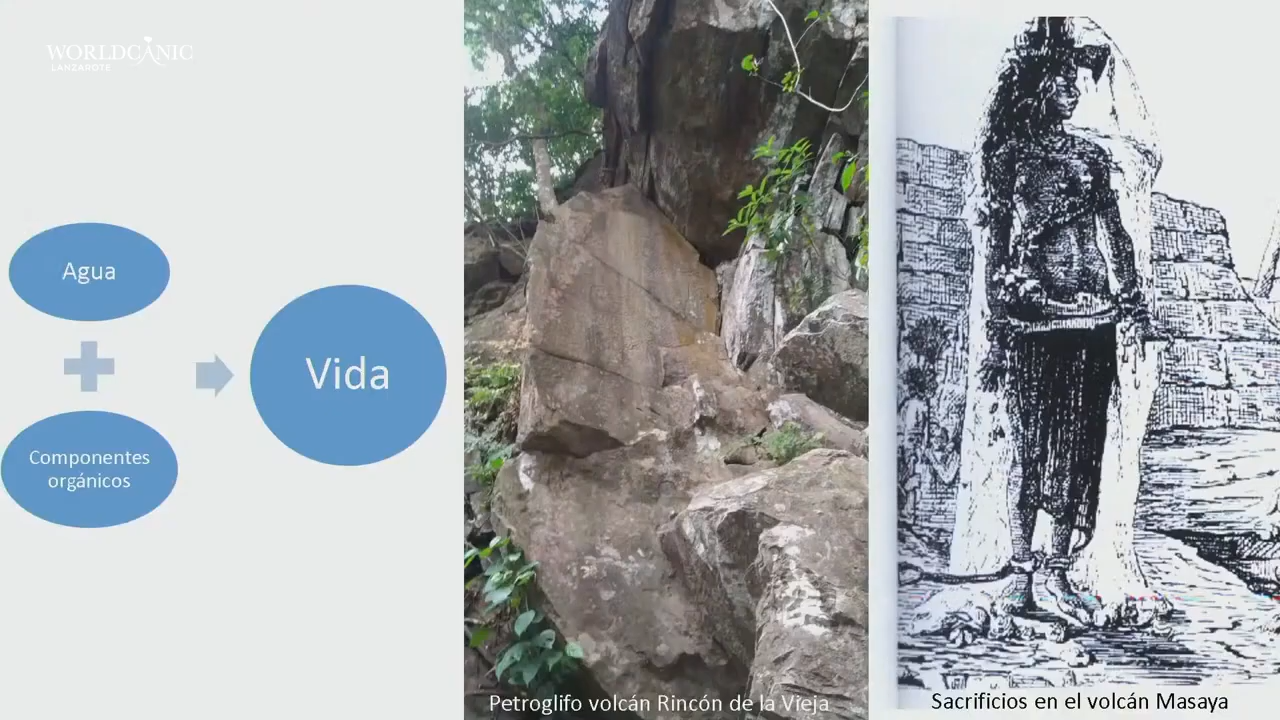 WORLDCANIC
LANZAROTE
Agua
Componentes
orgánicos
Vida
Petroglifo volcán Rincón de la Vieja
Sacrificios en el volcán Masaya